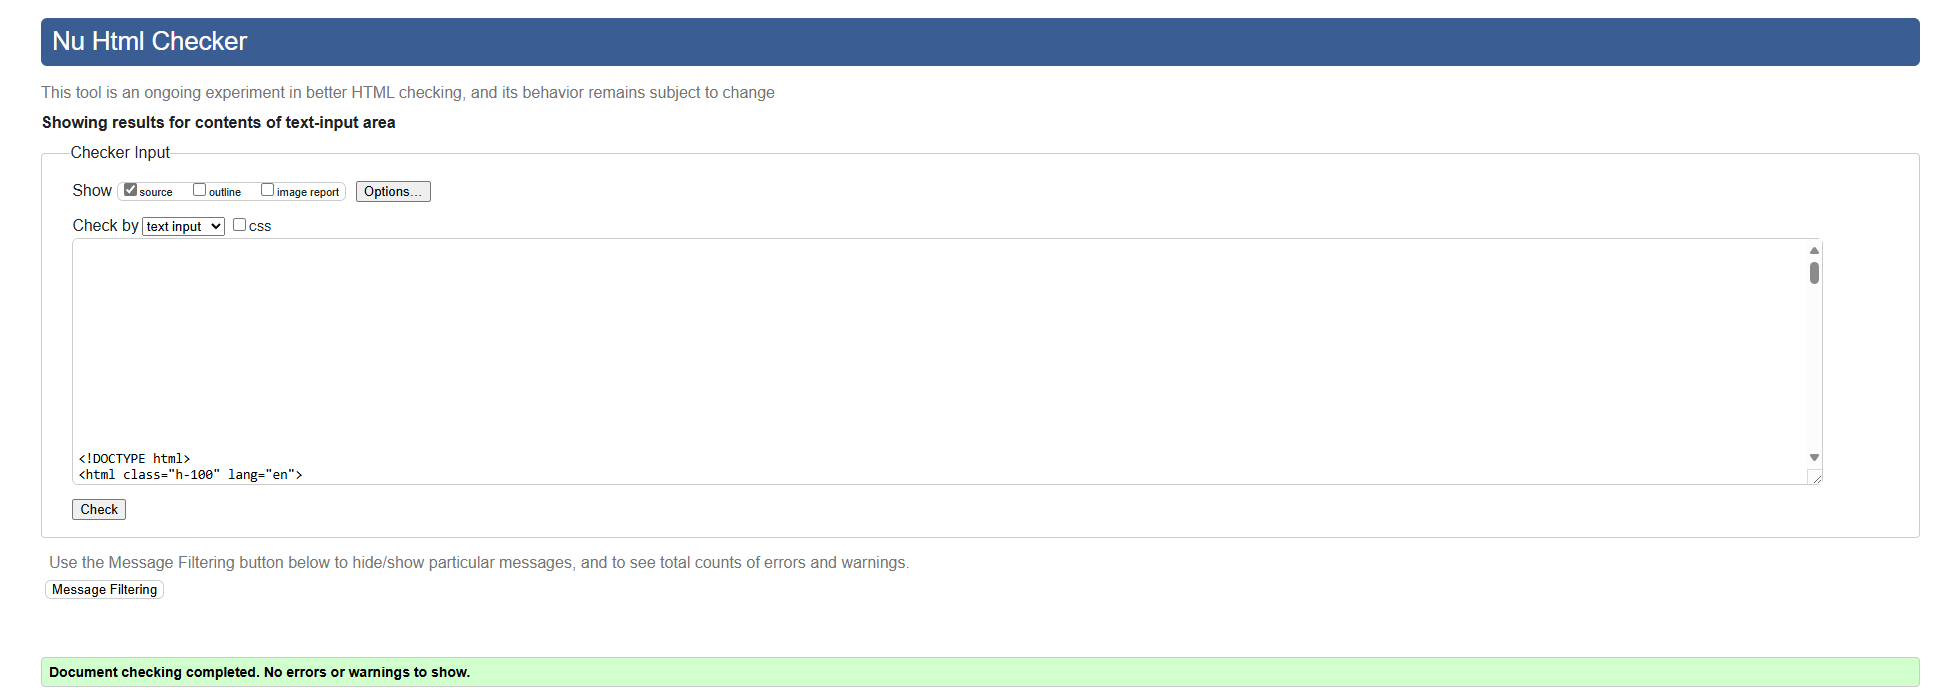 Nu Html Checker
This tool is an ongoing experiment in better HTML checking, and its behavior remains subject to change
Showing results for contents of text-input area
Checker Input
Show source outline image report Options...
Check by text input css
<!DOCTYPE html>
<html class="h-100" lang="en">
Check
Use the Message Filtering button below to hide/show particular messages, and to see total counts of errors and warnings.
Message Filtering
Document checking completed. No errors or warnings to show.